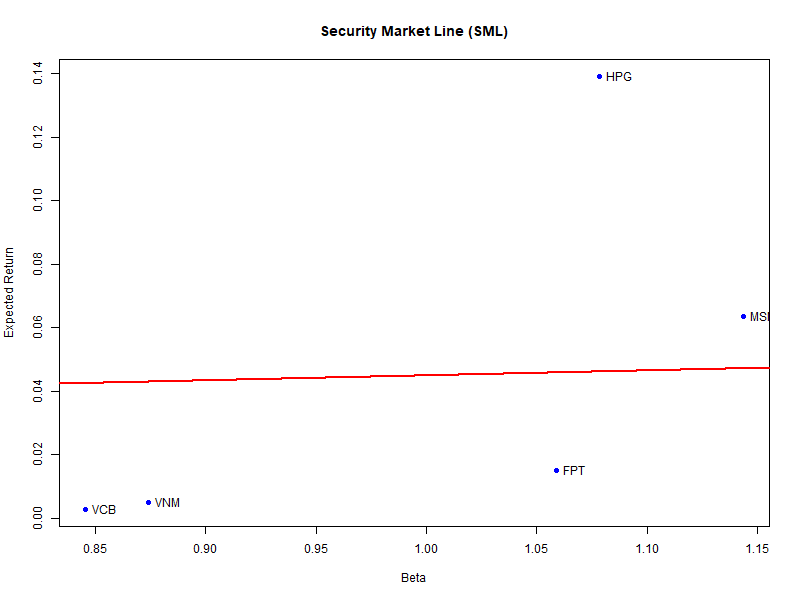 Security Market Line (SML)
Expected Return
0.14
0.12
0.10
0.08
0.06
0.04
0.02
0.00
HPG
MSI
FPT
VNM
VCB
0.85
0.90
0.95
1.00
1.05
1.10
1.15
Beta